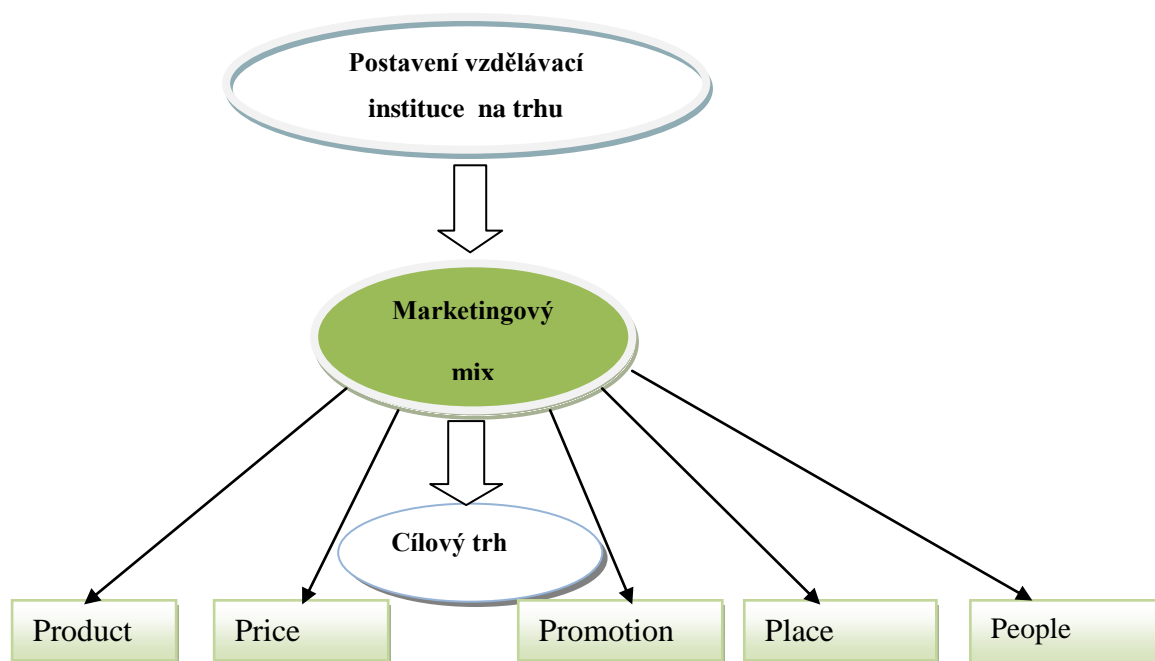 Postavení vzdělávací
instituce na trhu
Marketingový
mix
Cílový trh
Product
Price
Promotion
Place
People